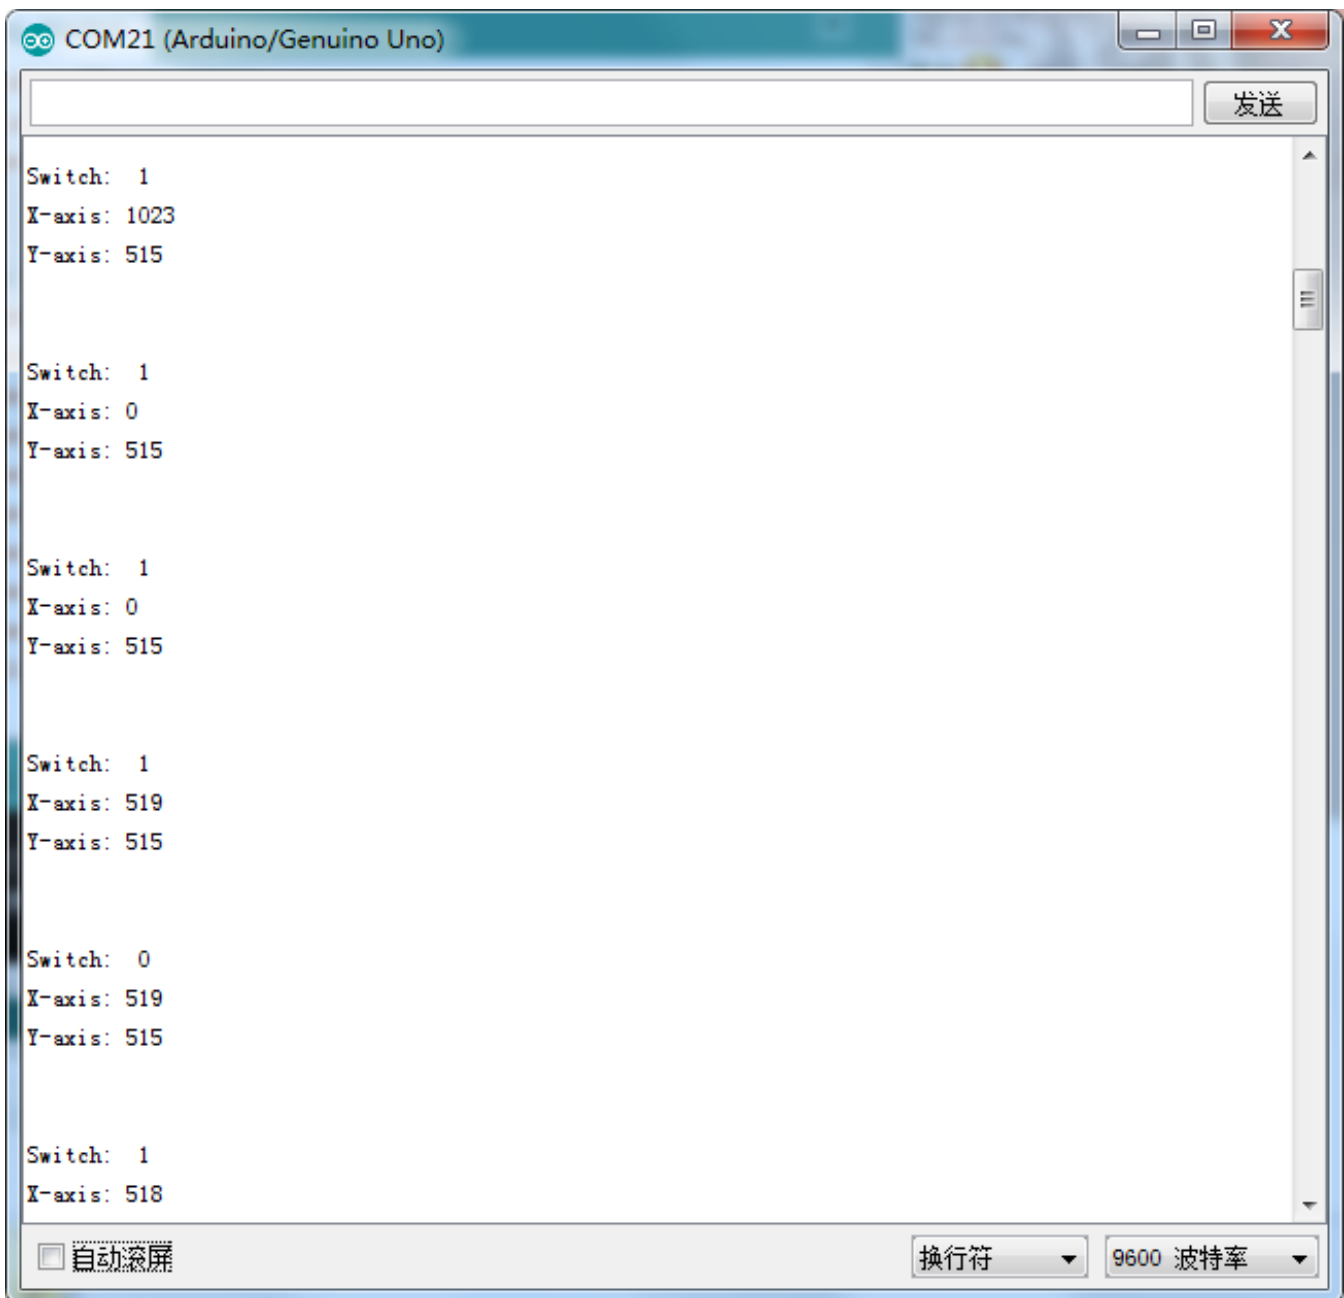 COM21 (Arduino/Genuino Uno)
发送
Switch:  1
X-axis: 1023
Y-axis: 515
Switch:  1
X-axis: 0
Y-axis: 515
Switch:  1
X-axis: 0
Y-axis: 515
Switch:  1
X-axis: 519
Y-axis: 515
Switch:  0
X-axis: 519
Y-axis: 515
Switch:  1
X-axis: 518
自动滚屏 换行符 9600 波特率